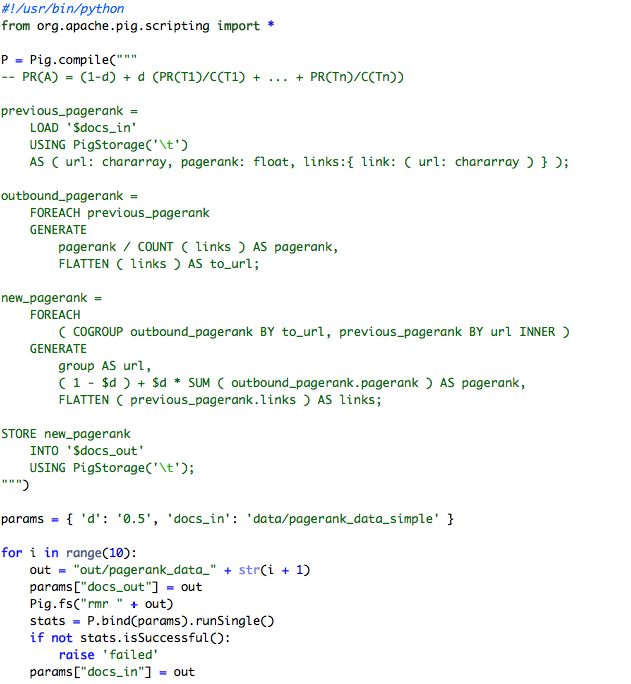 #!/usr/bin/python
from org.apache.pig.scripting import *

P = Pig.compile("""
-- PR(A) = (1-d) + d (PR(T1)/C(T1) + ... + PR(Tn)/C(Tn))

previous_pagerank =
    LOAD '$docs_in'
    USING PigStorage('\t')
    AS ( url: chararray, pagerank: float, links:{ link: ( url: chararray ) } );

outbound_pagerank =
    FOREACH previous_pagerank
    GENERATE
        pagerank / COUNT ( links ) AS pagerank,
        FLATTEN ( links ) AS to_url;

new_pagerank =
    FOREACH
        ( COGROUP outbound_pagerank BY to_url, previous_pagerank BY url INNER )
    GENERATE
        group AS url,
        ( 1 - $d ) + $d * SUM ( outbound_pagerank.pagerank ) AS pagerank,
        FLATTEN ( previous_pagerank.links ) AS links;

STORE new_pagerank
    INTO '$docs_out'
    USING PigStorage('\t');
""")

params = { 'd': '0.5', 'docs_in': 'data/pagerank_data_simple' }

for i in range(10):
    out = "out/pagerank_data_" + str(i + 1)
    params["docs_out"] = out
    Pig.fs("rmr " + out)
    stats = P.bind(params).runSingle()
    if not stats.isSuccessful():
        raise 'failed'
    params["docs_in"] = out